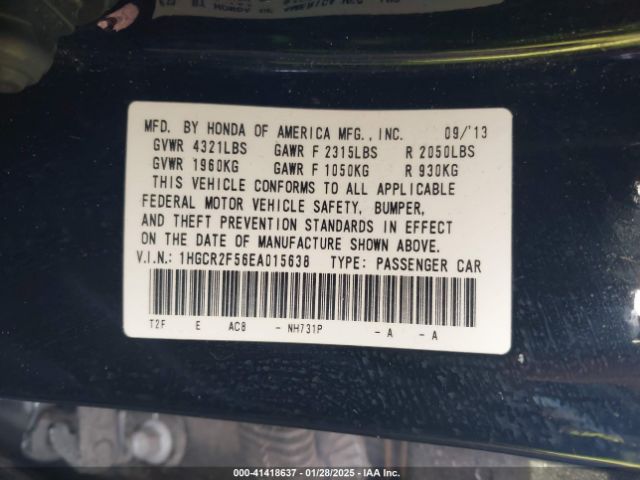 MFD. BY HONDA OF AMERICA MFG., INC. 09/'13
GVWR 4321LBS GAWR F 2315LBS R 2050LBS
GVWR 1960KG GAWR F 1050KG R 930KG
THIS VEHICLE CONFORMS TO ALL APPLICABLE
FEDERAL MOTOR VEHICLE SAFETY, BUMPER,
AND THEFT PREVENTION STANDARDS IN EFFECT
ON THE DATE OF MANUFACTURE SHOWN ABOVE.
V.I.N.: 1HGCR2F56EA015638 TYPE: PASSENGER CAR
T2F E AC8 - NH731P - A - A
000-41418637 - 01/28/2025 - IAA Inc.